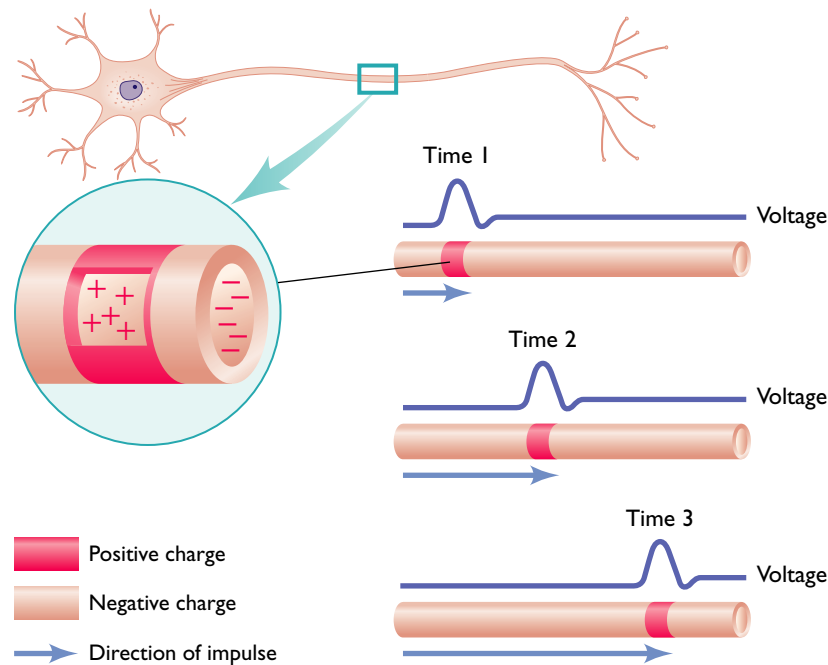 Time 1
Voltage
Time 2
Voltage
Time 3
Voltage
Positive charge
Negative charge
Direction of impulse